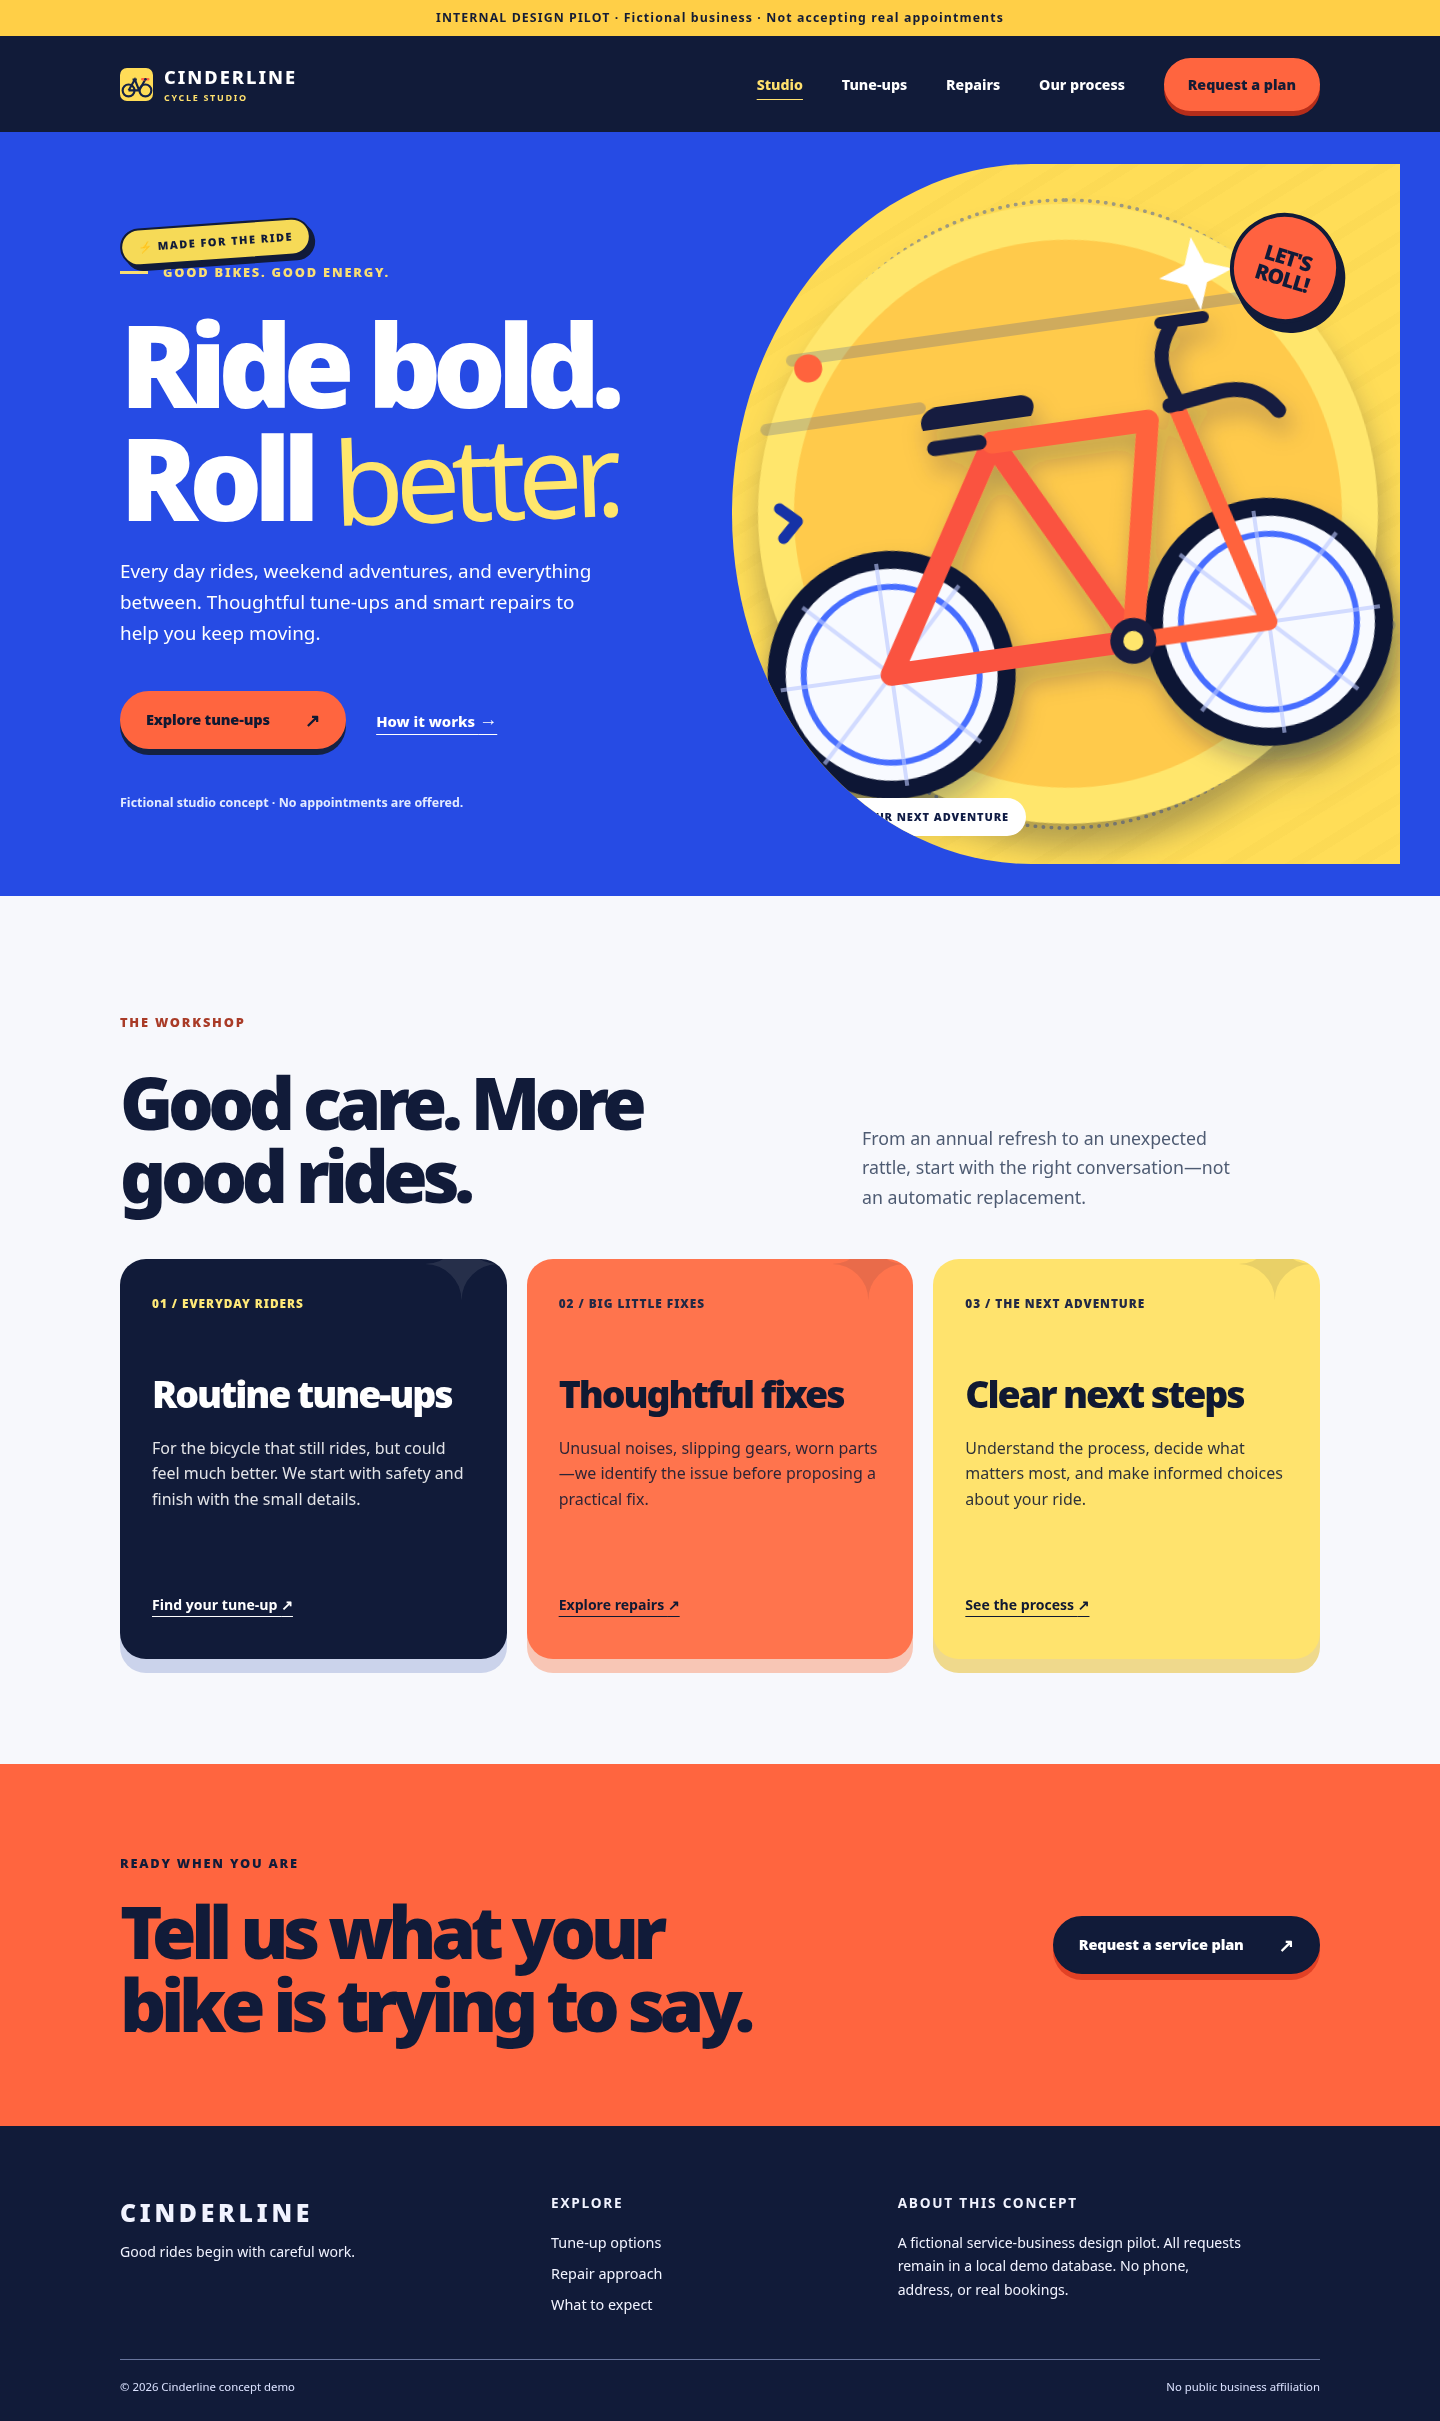 INTERNAL DESIGN PILOT · Fictional business · Not accepting real appointments
CINDERLINE
CYCLE STUDIO
Studio
Tune-ups
Repairs
Our process
Request a plan
⚡ MADE FOR THE RIDE
GOOD BIKES. GOOD ENERGY.
Ride bold.
Roll better.
Every day rides, weekend adventures, and everything
between. Thoughtful tune-ups and smart repairs to
help you keep moving.
Explore tune-ups ↗
How it works →
Fictional studio concept · No appointments are offered.
LET'S
ROLL!
NEXT ADVENTURE
THE WORKSHOP
Good care. More
good rides.
From an annual refresh to an unexpected
rattle, start with the right conversation—not
an automatic replacement.
01 / EVERYDAY RIDERS
Routine tune-ups
For the bicycle that still rides, but could
feel much better. We start with safety and
finish with the small details.
Find your tune-up ↗
02 / BIG LITTLE FIXES
Thoughtful fixes
Unusual noises, slipping gears, worn parts
—we identify the issue before proposing a
practical fix.
Explore repairs ↗
03 / THE NEXT ADVENTURE
Clear next steps
Understand the process, decide what
matters most, and make informed choices
about your ride.
See the process ↗
READY WHEN YOU ARE
Tell us what your
bike is trying to say.
Request a service plan ↗
CINDERLINE
Good rides begin with careful work.
EXPLORE
Tune-up options
Repair approach
What to expect
ABOUT THIS CONCEPT
A fictional service-business design pilot. All requests
remain in a local demo database. No phone,
address, or real bookings.
© 2026 Cinderline concept demo
No public business affiliation